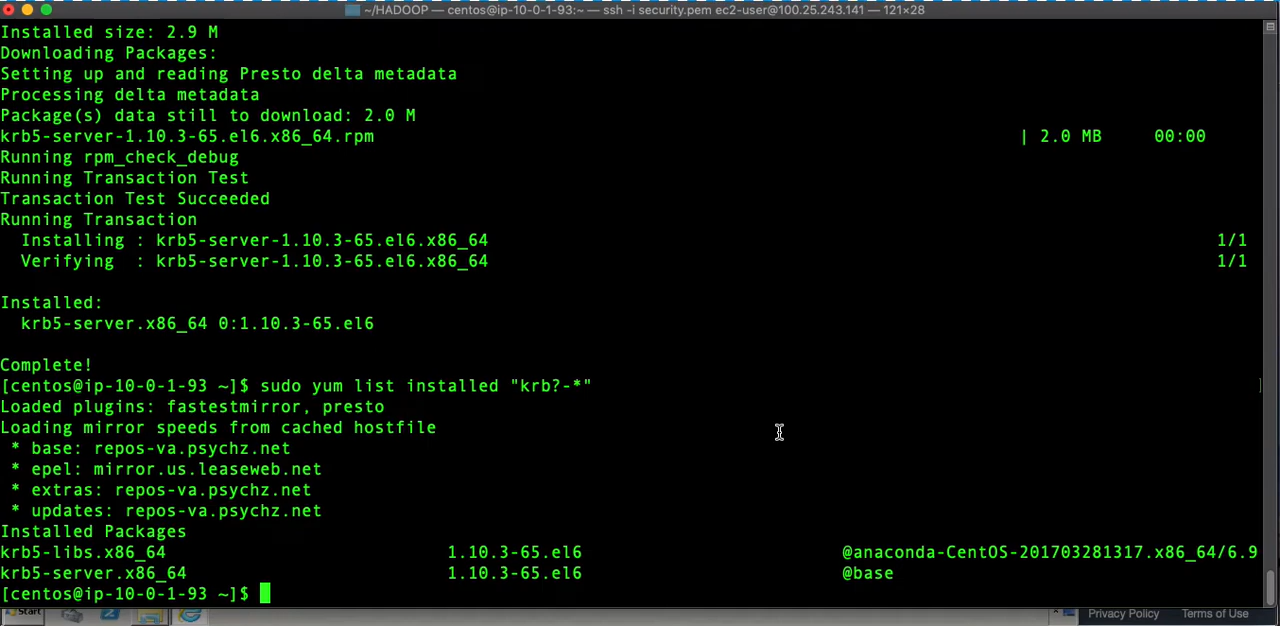 ~/HADOOP — centos@ip-10-0-1-93:~ — ssh -i security.pem ec2-user@100.25.243.141 — 121×28
Installed size: 2.9 M
Downloading Packages:
Setting up and reading Presto delta metadata
Processing delta metadata
Package(s) data still to download: 2.0 M
krb5-server-1.10.3-65.el6.x86_64.rpm | 2.0 MB 00:00
Running rpm_check_debug
Running Transaction Test
Transaction Test Succeeded
Running Transaction
Installing : krb5-server-1.10.3-65.el6.x86_64 1/1
Verifying : krb5-server-1.10.3-65.el6.x86_64 1/1
Installed:
krb5-server.x86_64 0:1.10.3-65.el6
Complete!
[centos@ip-10-0-1-93 ~]$ sudo yum list installed "krb?-*"
Loaded plugins: fastestmirror, presto
Loading mirror speeds from cached hostfile
* base: repos-va.psychz.net
* epel: mirror.us.leaseweb.net
* extras: repos-va.psychz.net
* updates: repos-va.psychz.net
Installed Packages
krb5-libs.x86_64 1.10.3-65.el6 @anaconda-CentOS-201703281317.x86_64/6.9
krb5-server.x86_64 1.10.3-65.el6 @base
[centos@ip-10-0-1-93 ~]$
Start Privacy Policy Terms of Use